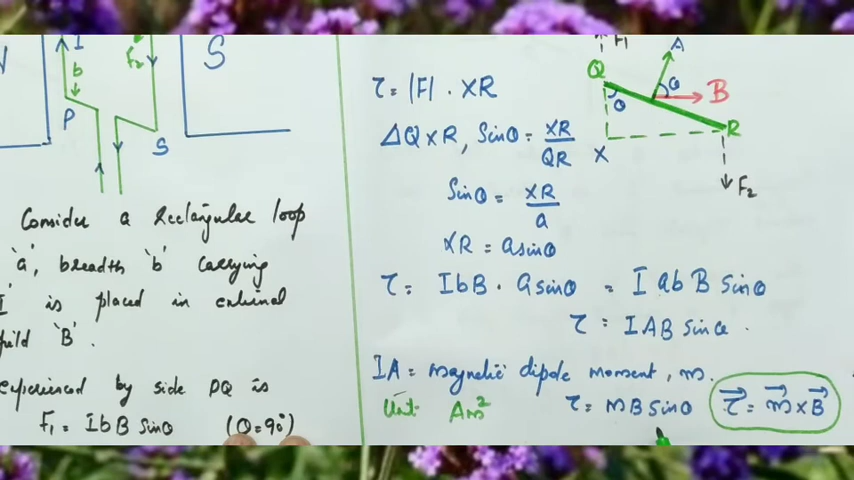 I
b
F₂
P
S
S
Consider a Rectangular loop
'a', breadth 'b' carrying
I is placed in external
field 'B'.
experienced by side PQ is
F₁ = IbB sinθ (θ=90°)
F₁
A
Q
θ
B
θ
R
X
F₂
τ = |F| . XR
ΔQXR, Sinθ = XR/QR
Sinθ = XR/a
XR = asinθ
τ = IbB . asinθ = I ab B sinθ
τ = IAB sinθ.
IA = magnetic dipole moment, m.
Unit: Am²
τ = mB sinθ
τ⃗ = m⃗ × B⃗